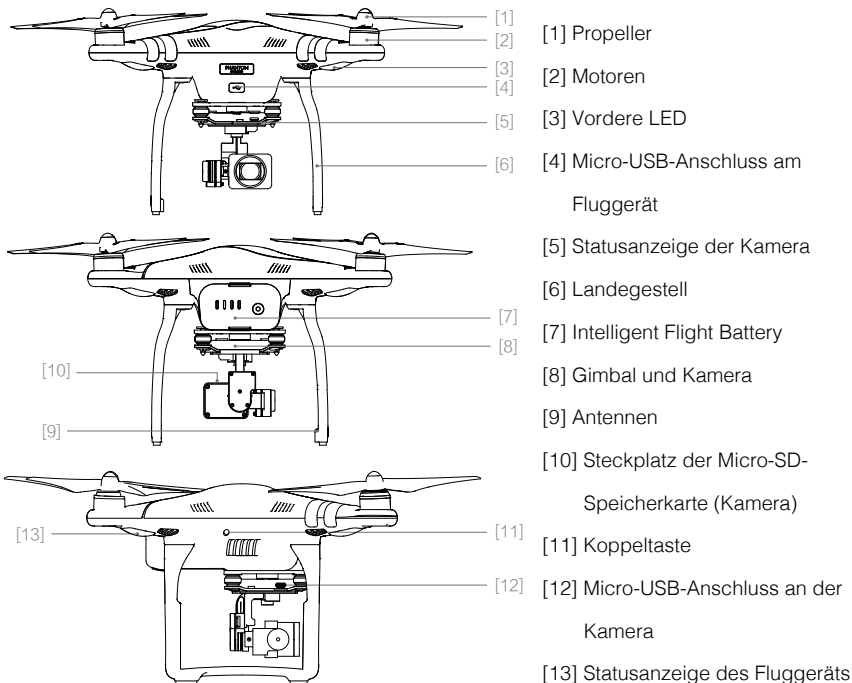 [1]
[2]
[3]
[4]
[5]
[6]
PHANTOM
[7]
[8]
[10]
[9]
[13]
[11]
[12]
[1] Propeller
[2] Motoren
[3] Vordere LED
[4] Micro-USB-Anschluss am
Fluggerät
[5] Statusanzeige der Kamera
[6] Landegestell
[7] Intelligent Flight Battery
[8] Gimbal und Kamera
[9] Antennen
[10] Steckplatz der Micro-SD-
Speicherkarte (Kamera)
[11] Koppeltaste
[12] Micro-USB-Anschluss an der
Kamera
[13] Statusanzeige des Fluggeräts